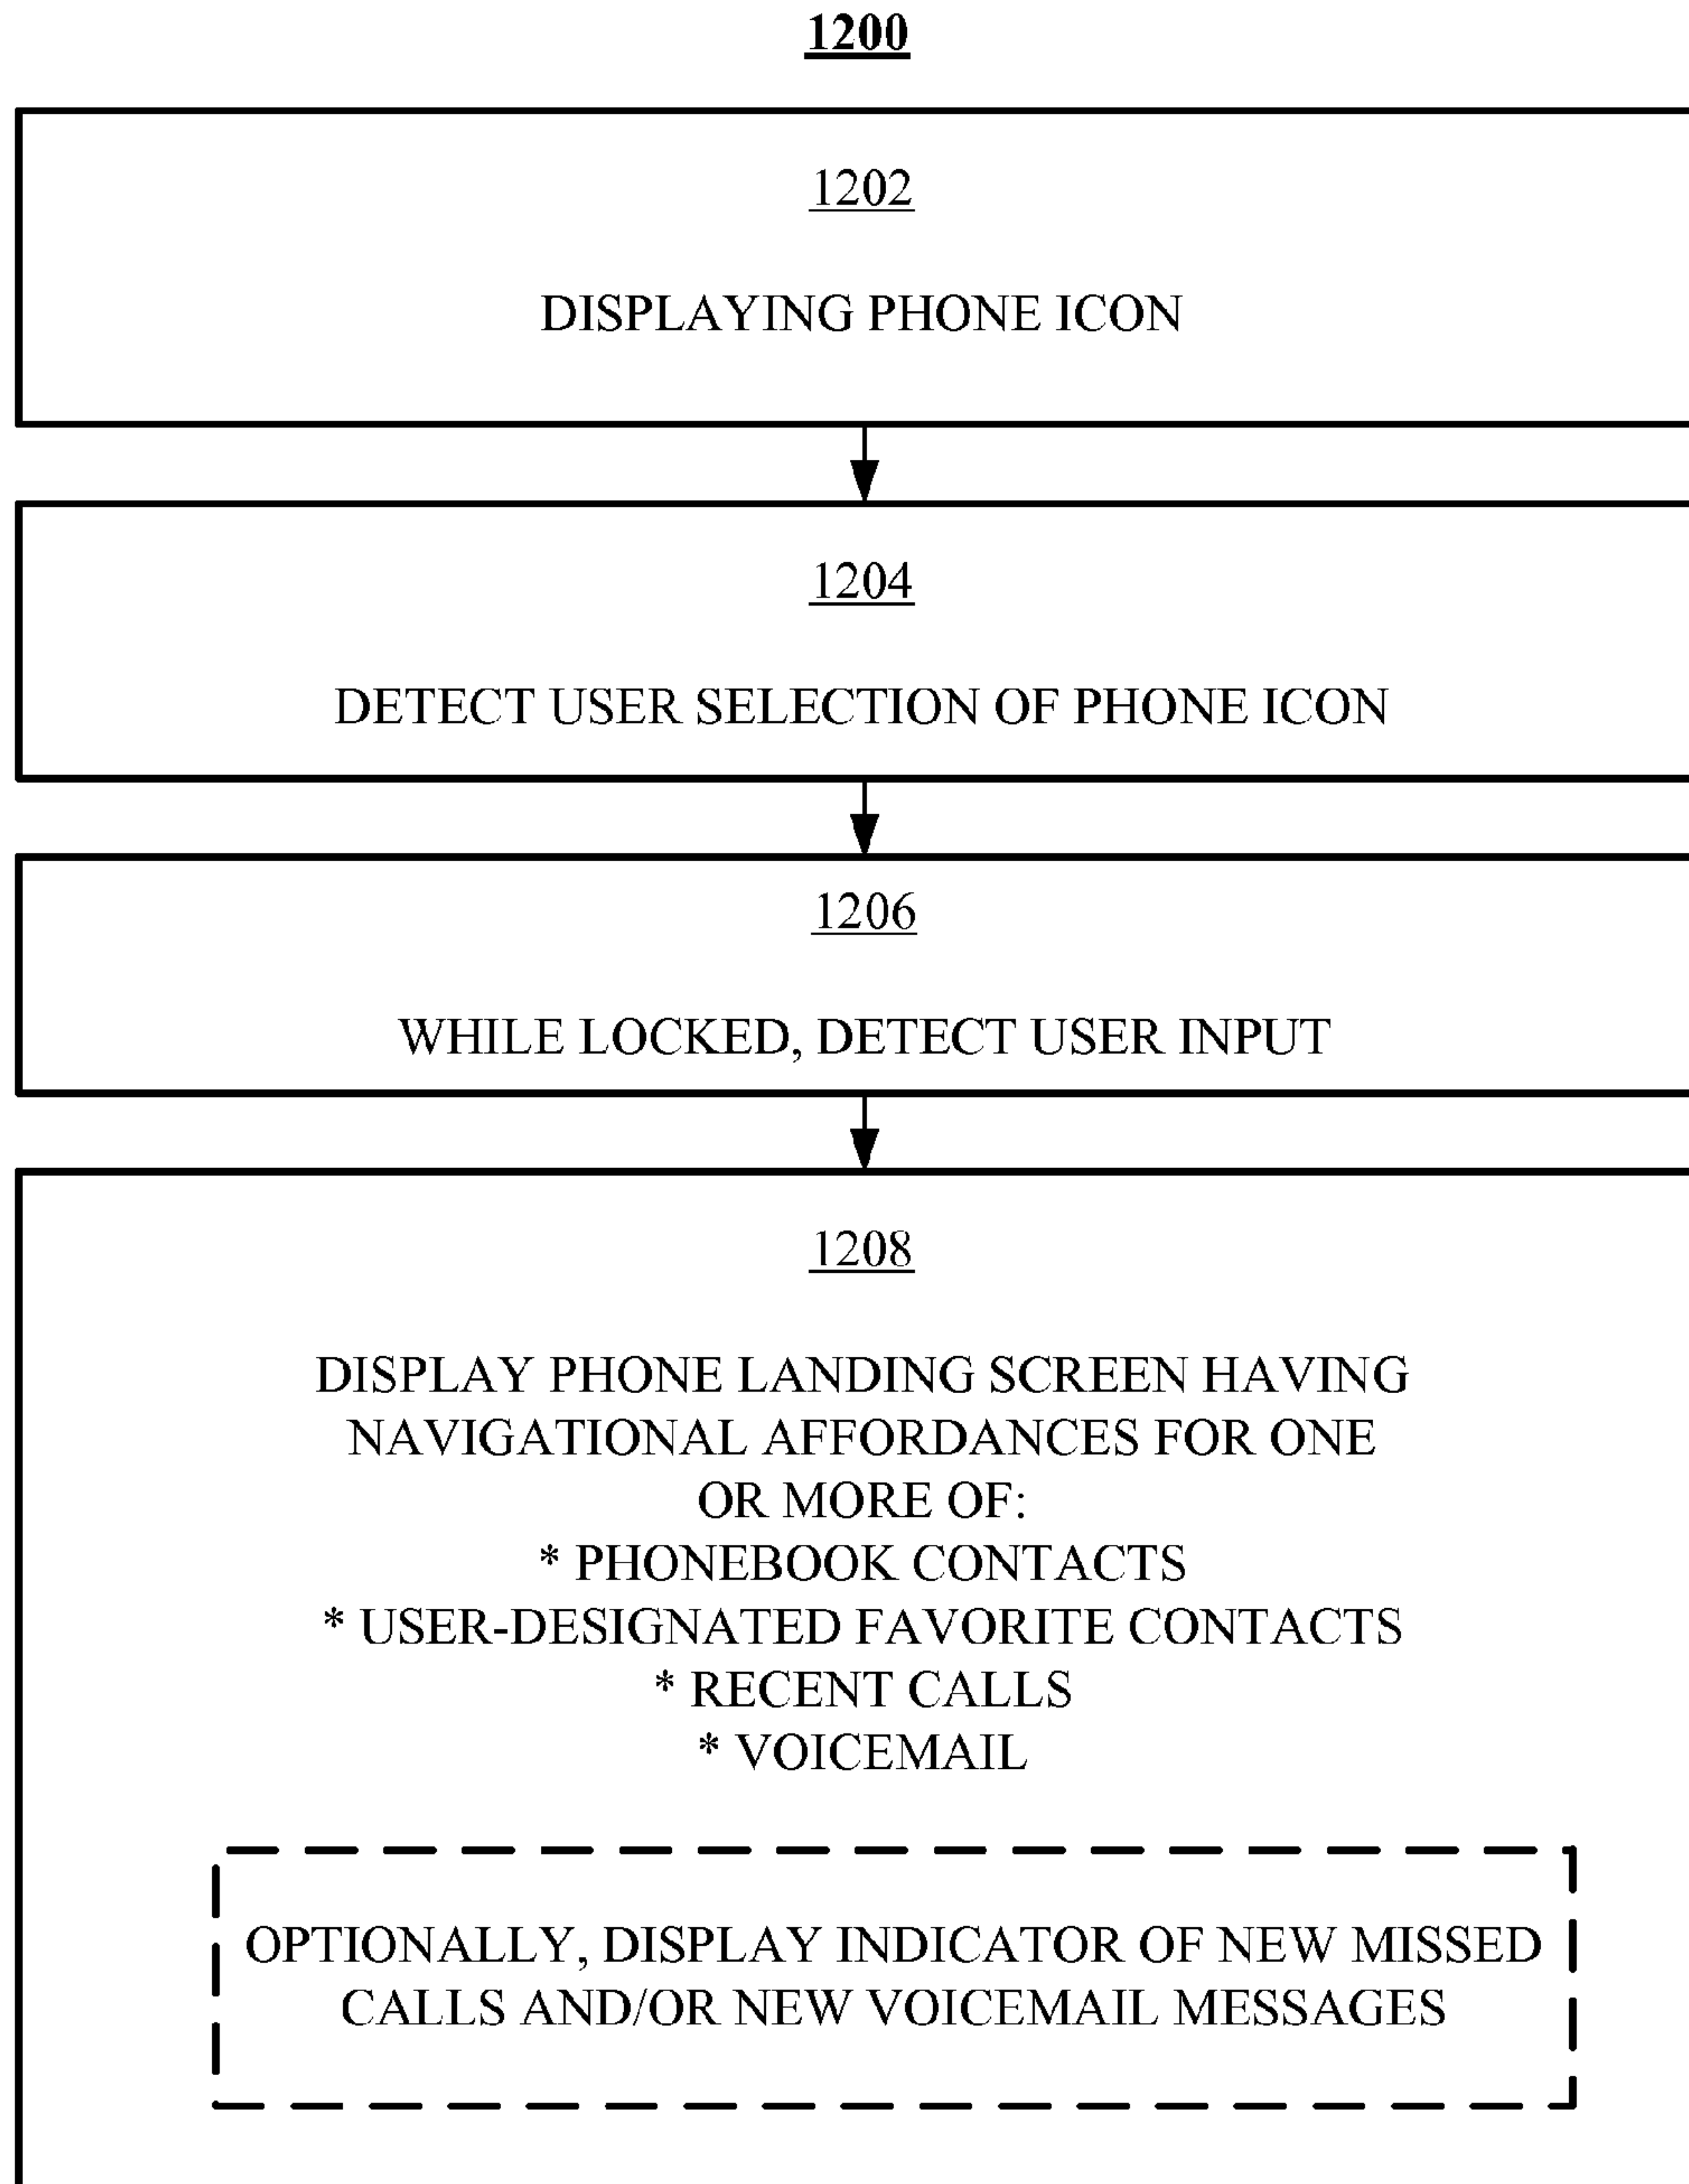 1200
1202
DISPLAYING PHONE ICON
1204
DETECT USER SELECTION OF PHONE ICON
1206
WHILE LOCKED, DETECT USER INPUT
1208
DISPLAY PHONE LANDING SCREEN HAVING
NAVIGATIONAL AFFORDANCES FOR ONE
OR MORE OF:
* PHONEBOOK CONTACTS
* USER-DESIGNATED FAVORITE CONTACTS
* RECENT CALLS
* VOICEMAIL
OPTIONALLY, DISPLAY INDICATOR OF NEW MISSED
CALLS AND/OR NEW VOICEMAIL MESSAGES